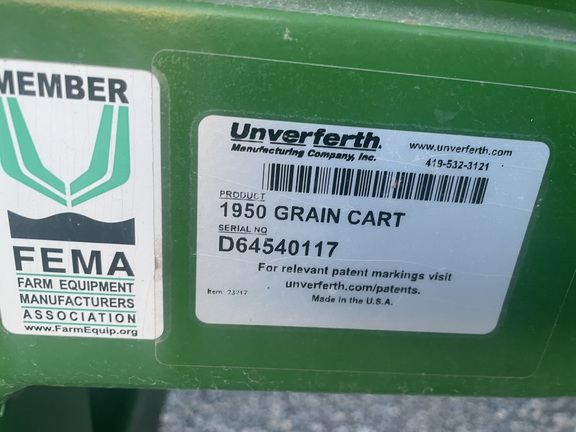 MEMBER
FEMA
FARM EQUIPMENT
MANUFACTURERS
ASSOCIATION
www.FarmEquip.org
Unverferth
Manufacturing Company, Inc.
www.unverferth.com
419-532-3121
PRODUCT
1950 GRAIN CART
SERIAL NO
D64540117
For relevant patent markings visit
unverferth.com/patents.
Item:
Made in the U.S.A.